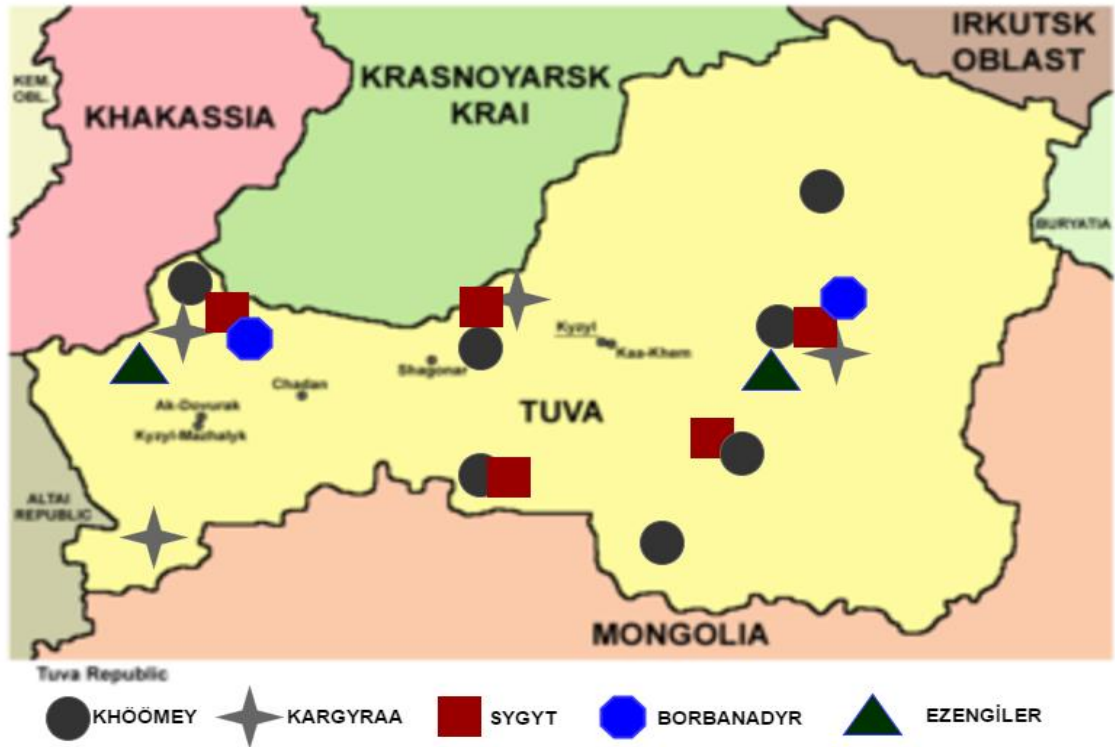 IRKUTSK
OBLAST
KEM.
OBL.
KRASNOYARSK
KRAI
KHAKASSIA
BURYATIA
Kyzyl
Kaa-Khem
Shagonar
Chadan
TUVA
Ak-Dovurak
Kyzyl-Mazhalyk
ALTAI
REPUBLIC
MONGOLIA
Tuva Republic
KHÖÖMEY KARGYRAA SYGYT BORBANADYR EZENGİLER